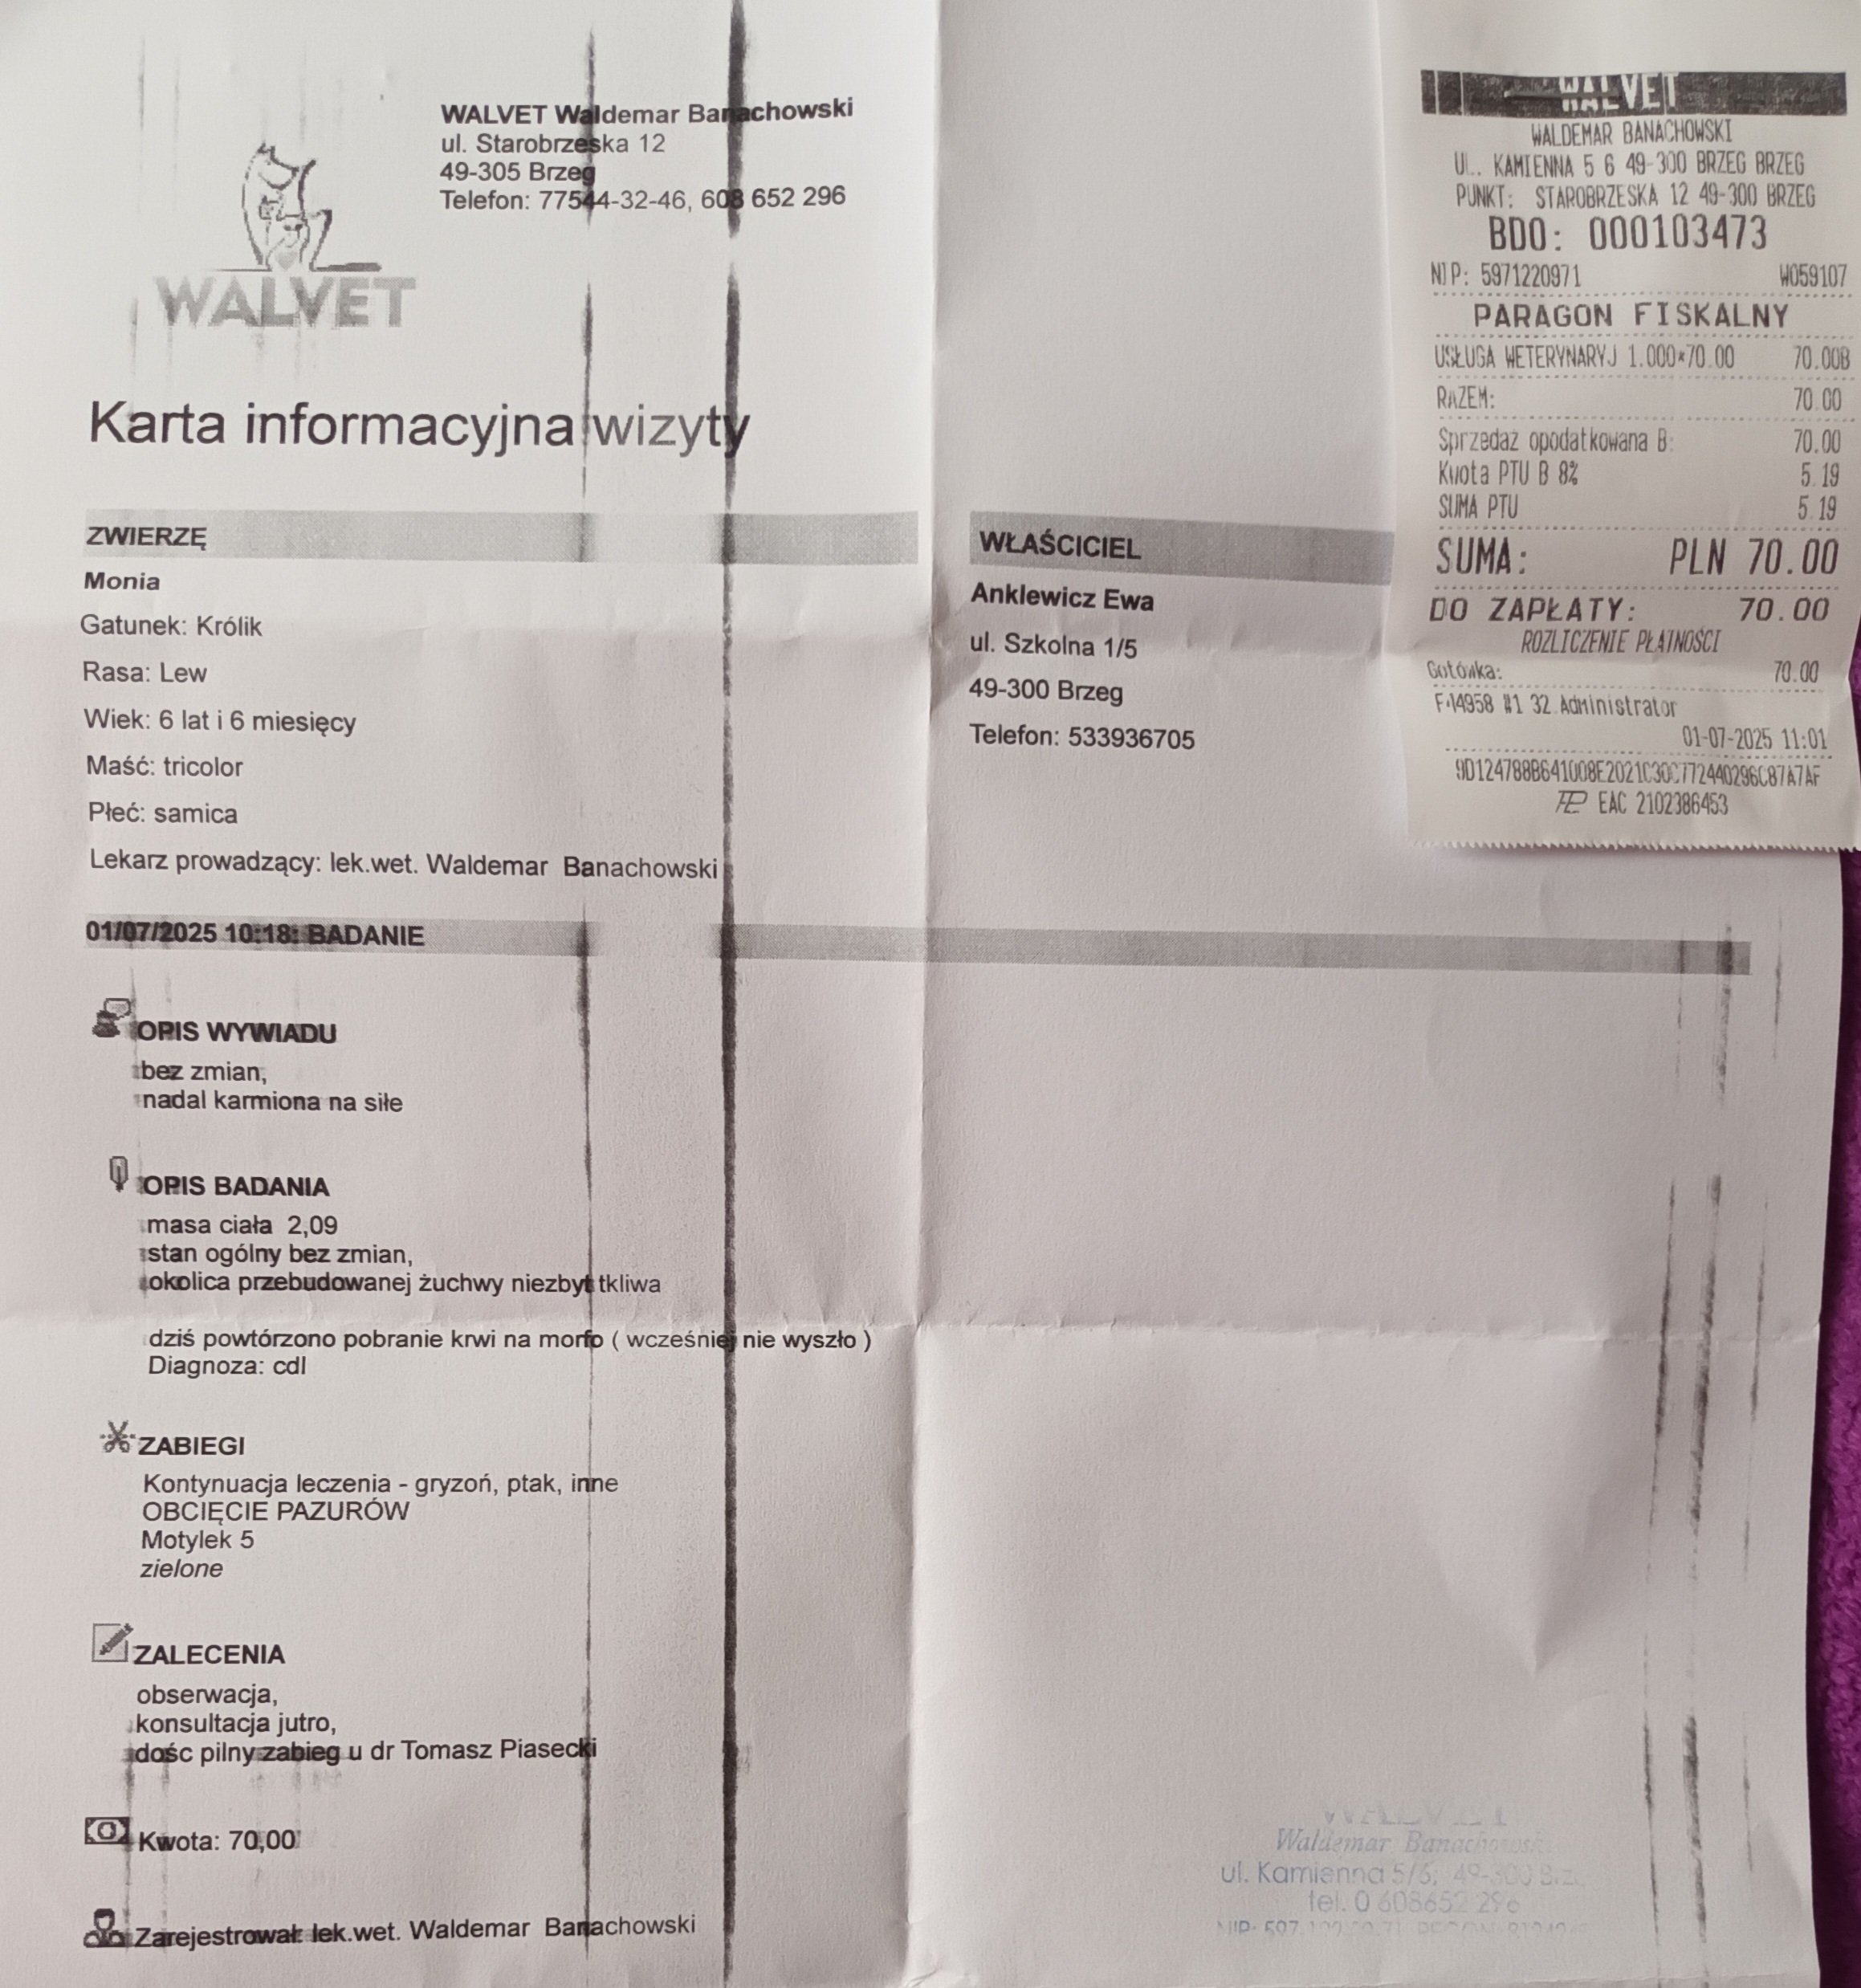 WALVET Waldemar Banachowski
ul. Starobrzeska 12
49-305 Brzeg
Telefon: 77544-32-46, 608 652 296
WALVET
Karta informacyjna wizyty
ZWIERZĘ
Monia
Gatunek: Królik
Rasa: Lew
Wiek: 6 lat i 6 miesięcy
Maść: tricolor
Płeć: samica
Lekarz prowadzący: lek.wet. Waldemar Banachowski
WŁAŚCICIEL
Anklewicz Ewa
ul. Szkolna 1/5
49-300 Brzeg
Telefon: 533936705
01/07/2025 10:18: BADANIE
OPIS WYWIADU
bez zmian,
nadal karmiona na siłe
OPIS BADANIA
masa ciała 2,09
stan ogólny bez zmian,
okolica przebudowanej żuchwy niezbyt tkliwa
dziś powtórzono pobranie krwi na morfo ( wcześniej nie wyszło )
Diagnoza: cdl
ZABIEGI
Kontynuacja leczenia - gryzoń, ptak, inne
OBCIĘCIE PAZURÓW
Motylek 5
zielone
ZALECENIA
obserwacja,
konsultacja jutro,
dośc pilny zabieg u dr Tomasz Piasecki
Kwota: 70,00
Zarejestrował: lek.wet. Waldemar Banachowski
WALVET
WALDEMAR BANACHOWSKI
UL. KAMIENNA 5 6 49-300 BRZEG BRZEG
PUNKT: STAROBRZESKA 12 49-300 BRZEG
BDO: 000103473
NIP: 5971220971 W059107
PARAGON FISKALNY
USŁUGA WETERYNARYJ 1.000*70.00 70.00B
RAZEM: 70.00
Sprzedaż opodatkowana B: 70.00
Kwota PTU B 8% 5.19
SUMA PTU 5.19
SUMA: PLN 70.00
DO ZAPŁATY: 70.00
ROZLICZENIE PŁATNOŚCI
Gotówka: 70.00
F14958 #1 32 Administrator
01-07-2025 11:01
9D124788B641008E2021C30C772440296C87A7AF
EAC 2102386453
WALVET
Waldemar Banachowski
ul. Kamienna 5/6, 49-300
tel. 0 608652 296